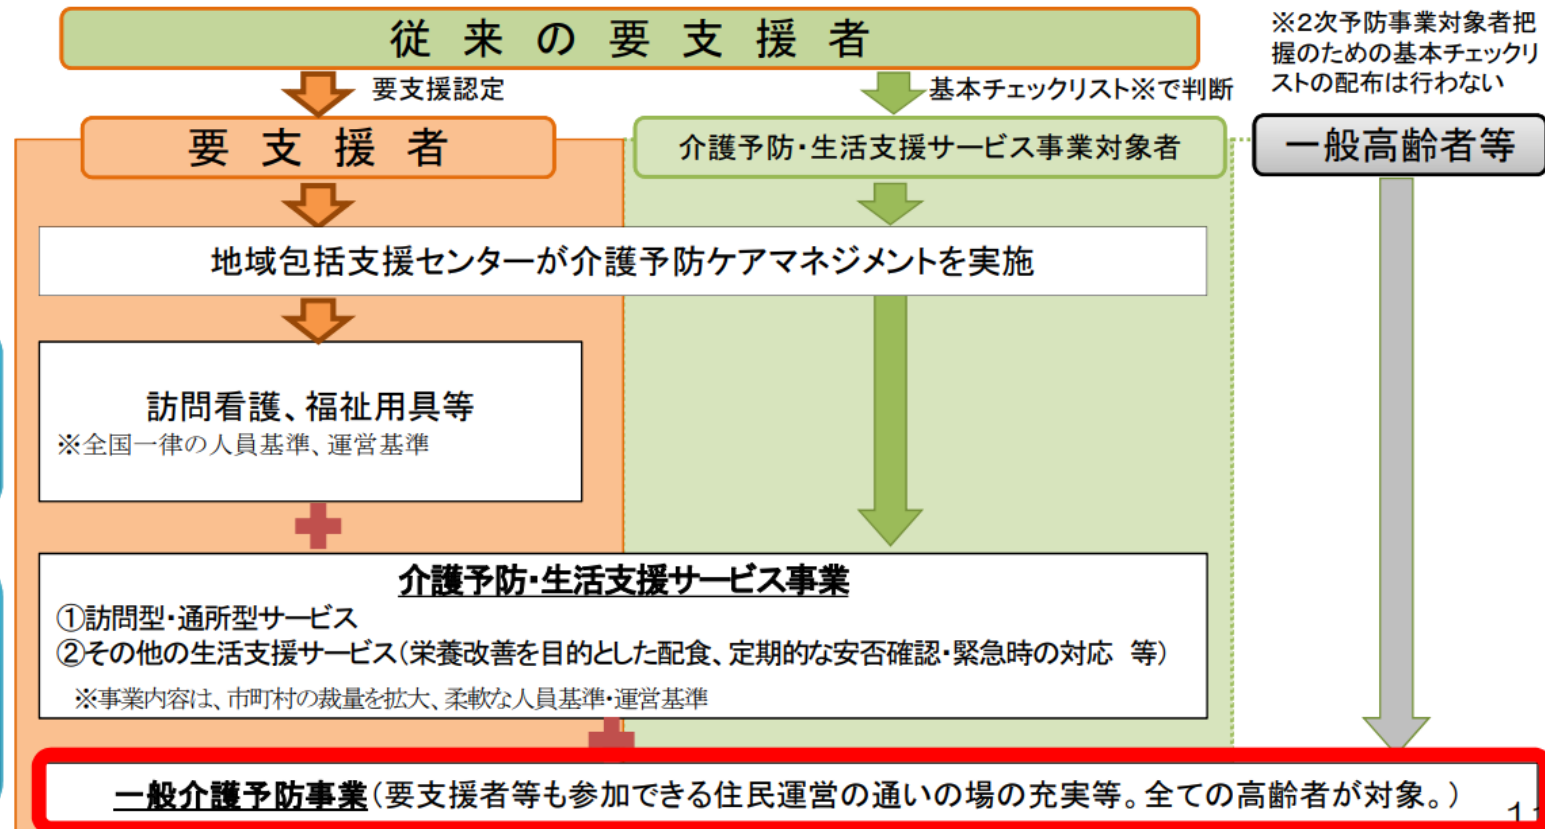 従来の要支援者
※2次予防事業対象者把
握のための基本チェックリ
ストの配布は行わない
要支援認定
基本チェックリスト※で判断
要支援者
介護予防・生活支援サービス事業対象者
一般高齢者等
地域包括支援センターが介護予防ケアマネジメントを実施
訪問看護、福祉用具等
※全国一律の人員基準、運営基準
介護予防・生活支援サービス事業
①訪問型・通所型サービス
②その他の生活支援サービス(栄養改善を目的とした配食、定期的な安否確認・緊急時の対応 等)
※事業内容は、市町村の裁量を拡大、柔軟な人員基準・運営基準
一般介護予防事業(要支援者等も参加できる住民運営の通いの場の充実等。全ての高齢者が対象。)